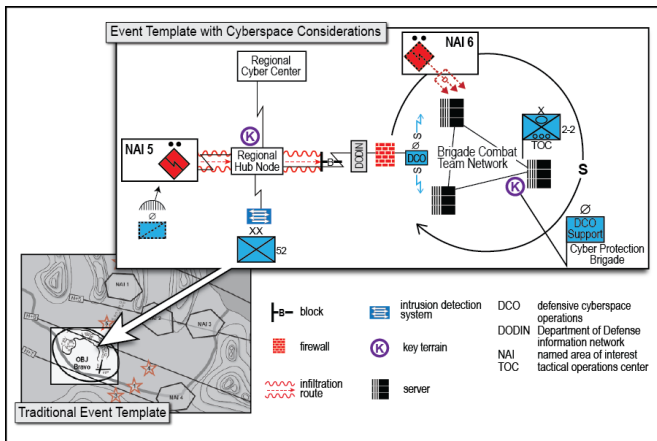 Event Template with Cyberspace Considerations
NAI 6
Regional
Cyber Center
K
NAI 5
Regional
Hub Node
B
DODIN
S
Ø
DCO
S
X
2-2
TOC
Brigade Combat
Team Network
K
S
Ø
Ø
DCO
Support
Cyber Protection
Brigade
XX
52
NAI 1
NAI 3
OBJ
Bravo
NAI 4
Traditional Event Template
B block
firewall
infiltration
route
intrusion detection
system
K key terrain
server
DCO defensive cyberspace
operations
DODIN Department of Defense
information network
NAI named area of interest
TOC tactical operations center